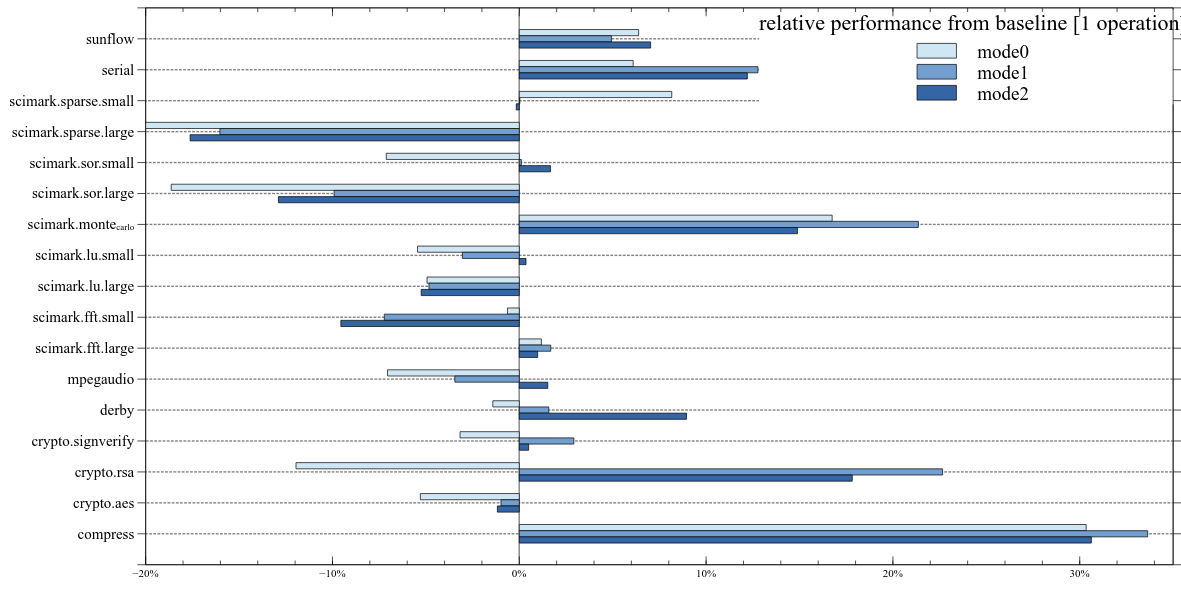 relative performance from baseline [1 operation]
mode0
mode1
mode2
sunflow
serial
scimark.sparse.small
scimark.sparse.large
scimark.sor.small
scimark.sor.large
scimark.monte carlo
scimark.lu.small
scimark.lu.large
scimark.fft.small
scimark.fft.large
mpegaudio
derby
crypto.signverify
crypto.rsa
crypto.aes
compress
−20% −10% 0% 10% 20% 30%